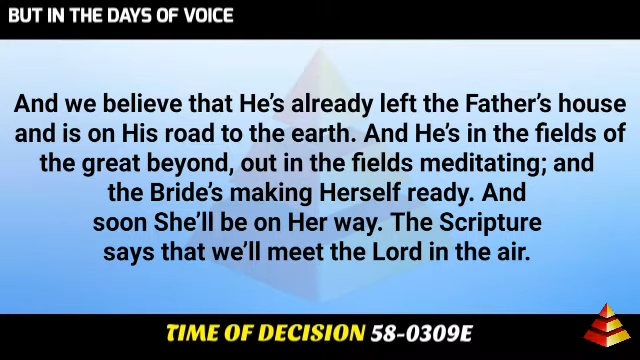 BUT IN THE DAYS OF VOICE
And we believe that He's already left the Father's house
and is on His road to the earth. And He's in the fields of
the great beyond, out in the fields meditating; and
the Bride's making Herself ready. And
soon She'll be on Her way. The Scripture
says that we'll meet the Lord in the air.
TIME OF DECISION 58-0309E